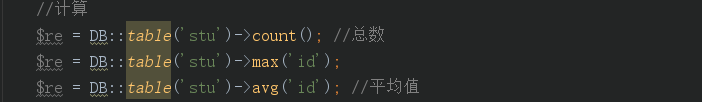 //计算
$re = DB::table('stu')->count(); //总数
$re = DB::table('stu')->max('id');
$re = DB::table('stu')->avg('id'); //平均值